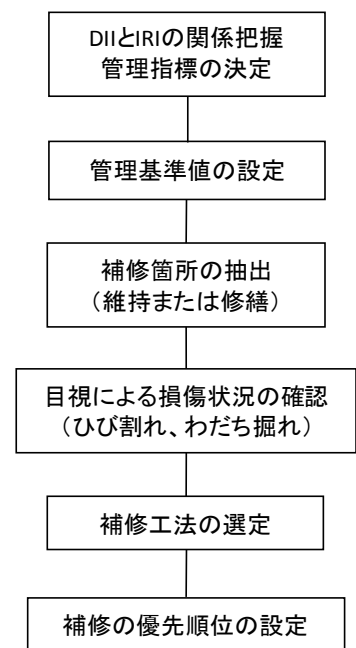 DIIとIRIの関係把握
管理指標の決定
管理基準値の設定
補修箇所の抽出
（維持または修繕）
目視による損傷状況の確認
（ひび割れ、わだち掘れ）
補修工法の選定
補修の優先順位の設定